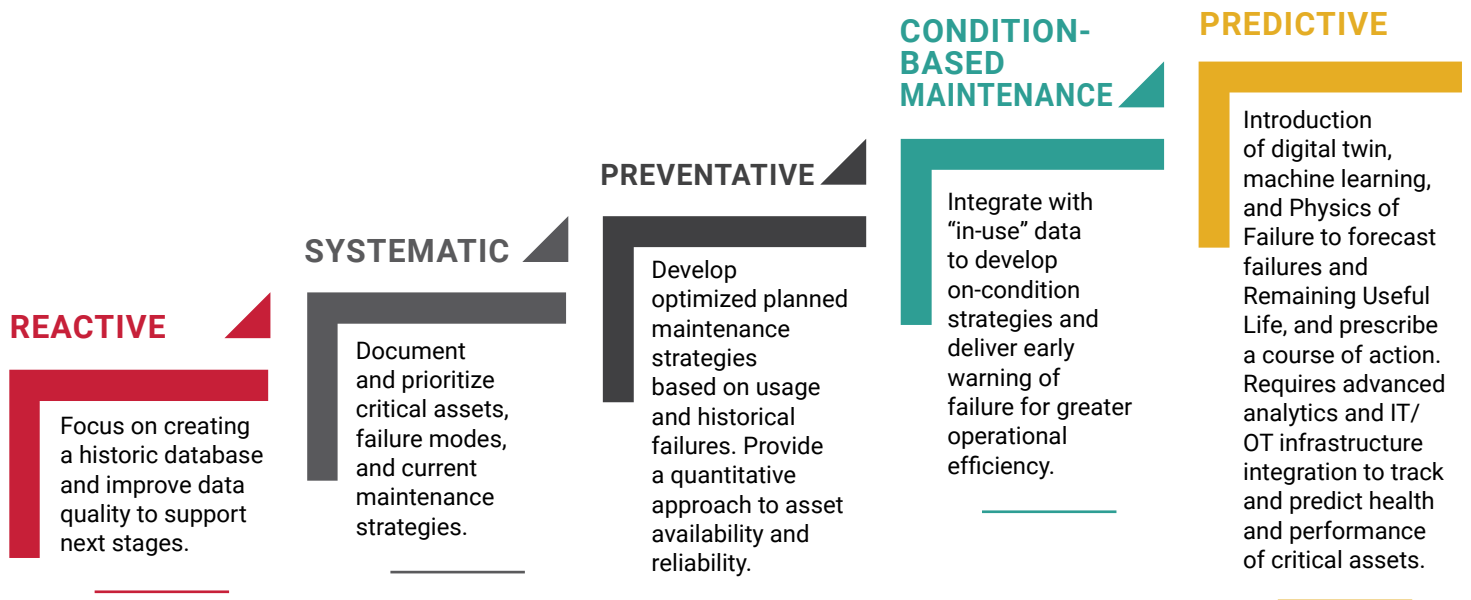 REACTIVE
Focus on creating
a historic database
and improve data
quality to support
next stages.
SYSTEMATIC
Document
and prioritize
critical assets,
failure modes,
and current
maintenance
strategies.
PREVENTATIVE
Develop
optimized planned
maintenance
strategies
based on usage
and historical
failures. Provide
a quantitative
approach to asset
availability and
reliability.
CONDITION-
BASED
MAINTENANCE
Integrate with
“in-use” data
to develop
on-condition
strategies and
deliver early
warning of
failure for greater
operational
efficiency.
PREDICTIVE
Introduction
of digital twin,
machine learning,
and Physics of
Failure to forecast
failures and
Remaining Useful
Life, and prescribe
a course of action.
Requires advanced
analytics and IT/
OT infrastructure
integration to track
and predict health
and performance
of critical assets.